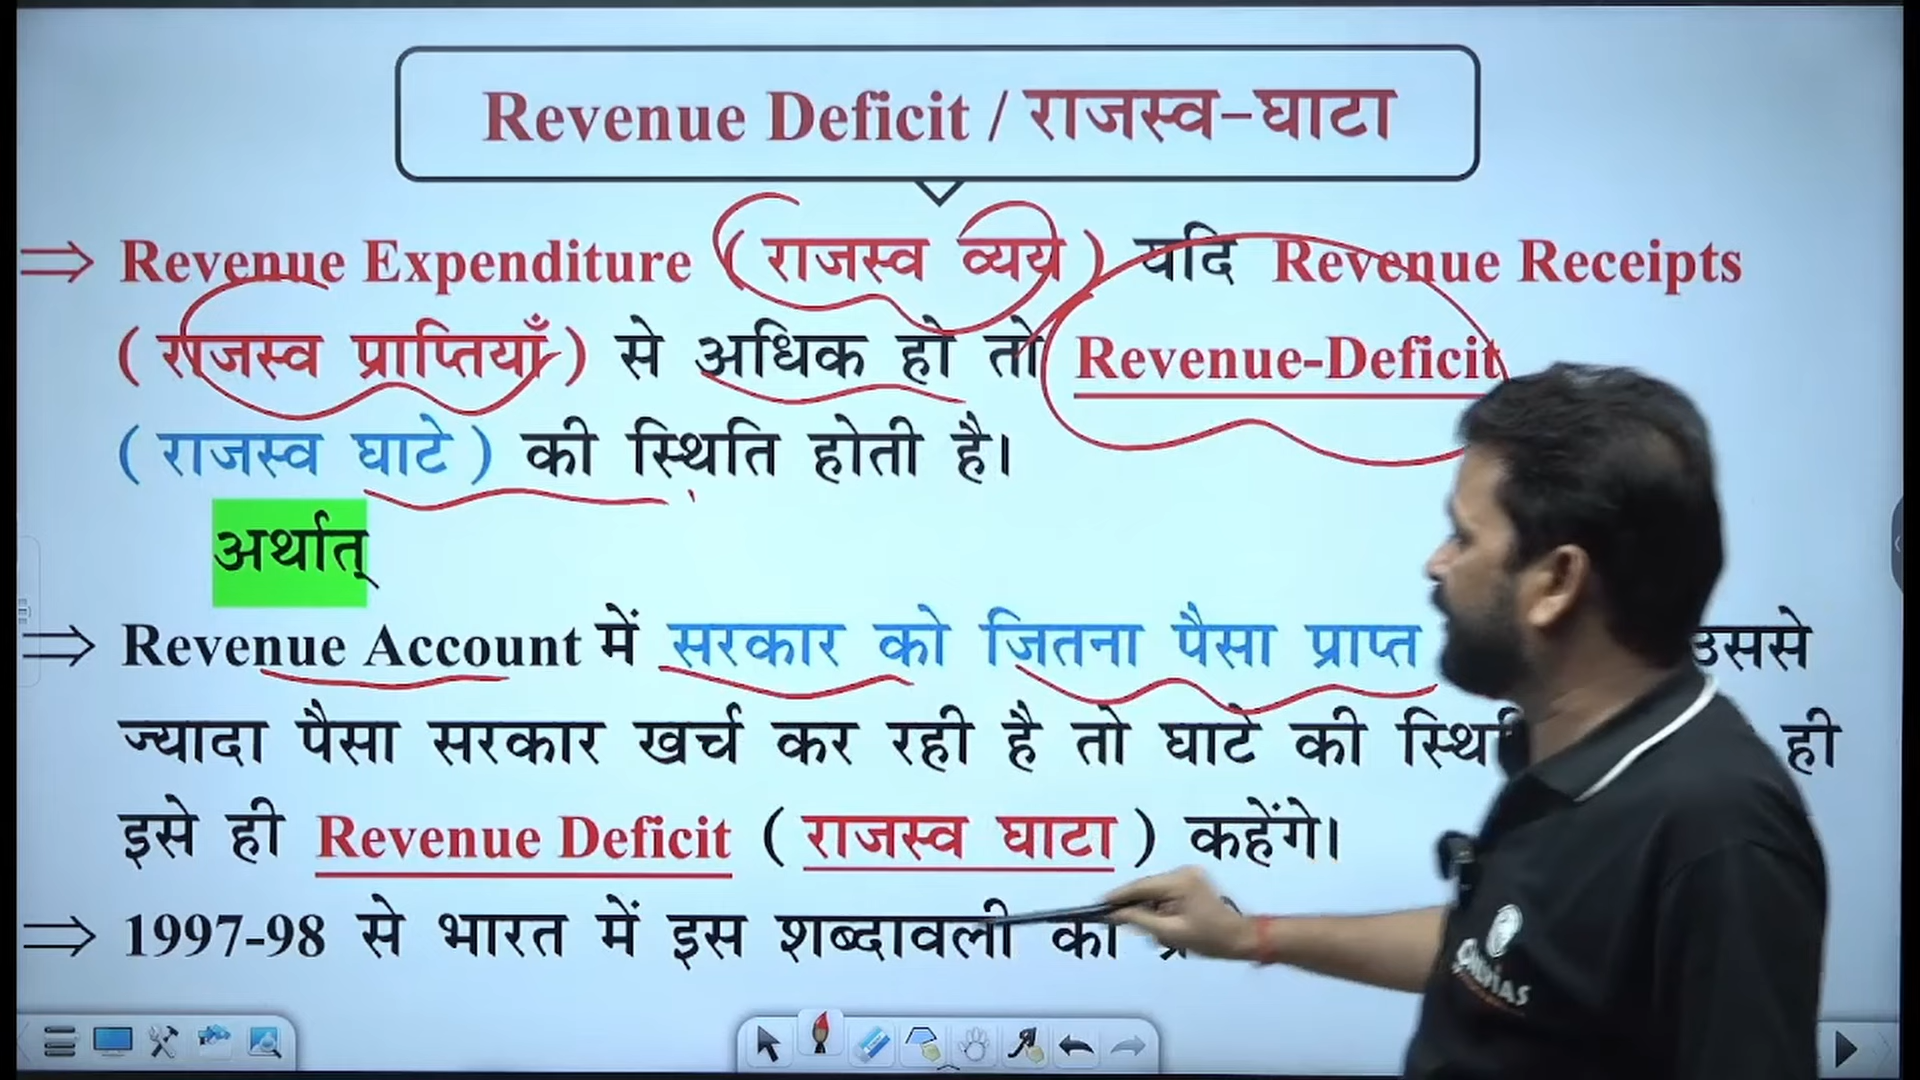 Revenue Deficit / राजस्व-घाटा
⇒ Revenue Expenditure ( राजस्व व्यय ) यदि Revenue Receipts
( राजस्व प्राप्तियाँ ) से अधिक हो तो Revenue-Deficit
( राजस्व घाटे ) की स्थिति होती है।
अर्थात्
⇒ Revenue Account में सरकार को जितना पैसा प्राप्त उससे
ज्यादा पैसा सरकार खर्च कर रही है तो घाटे की ही
इसे ही Revenue Deficit ( राजस्व घाटा ) कहेंगे।
⇒ 1997-98 से भारत में इस शब्दावली का